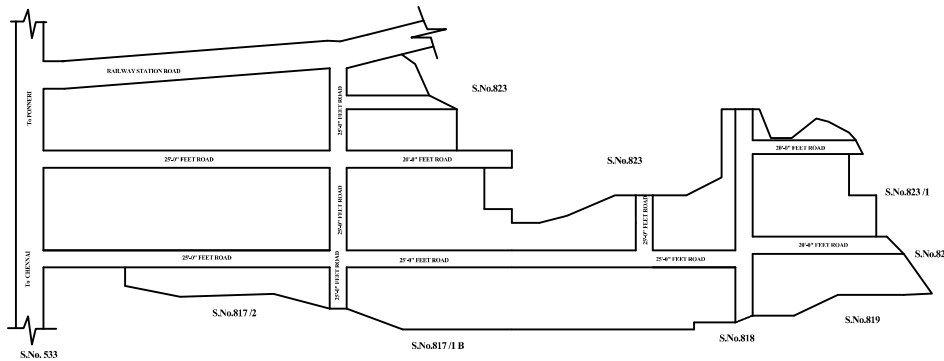 RAILWAY STATION ROAD
S.No.823
To PONNERI
25'-0" FEET ROAD
25'-0" FEET ROAD
20'-0" FEET ROAD
S.No.823
20'-0" FEET ROAD
S.No.823 /1
25'-0" FEET ROAD
25'-0" FEET ROAD
20'-0" FEET ROAD
S.No.82
To CHENNAI
25'-0" FEET ROAD
25'-0" FEET ROAD
25'-0" FEET ROAD
25'-0" FEET ROAD
S.No.817 /2
S.No.819
S.No.818
S.No.817 /1 B
S.No. 533